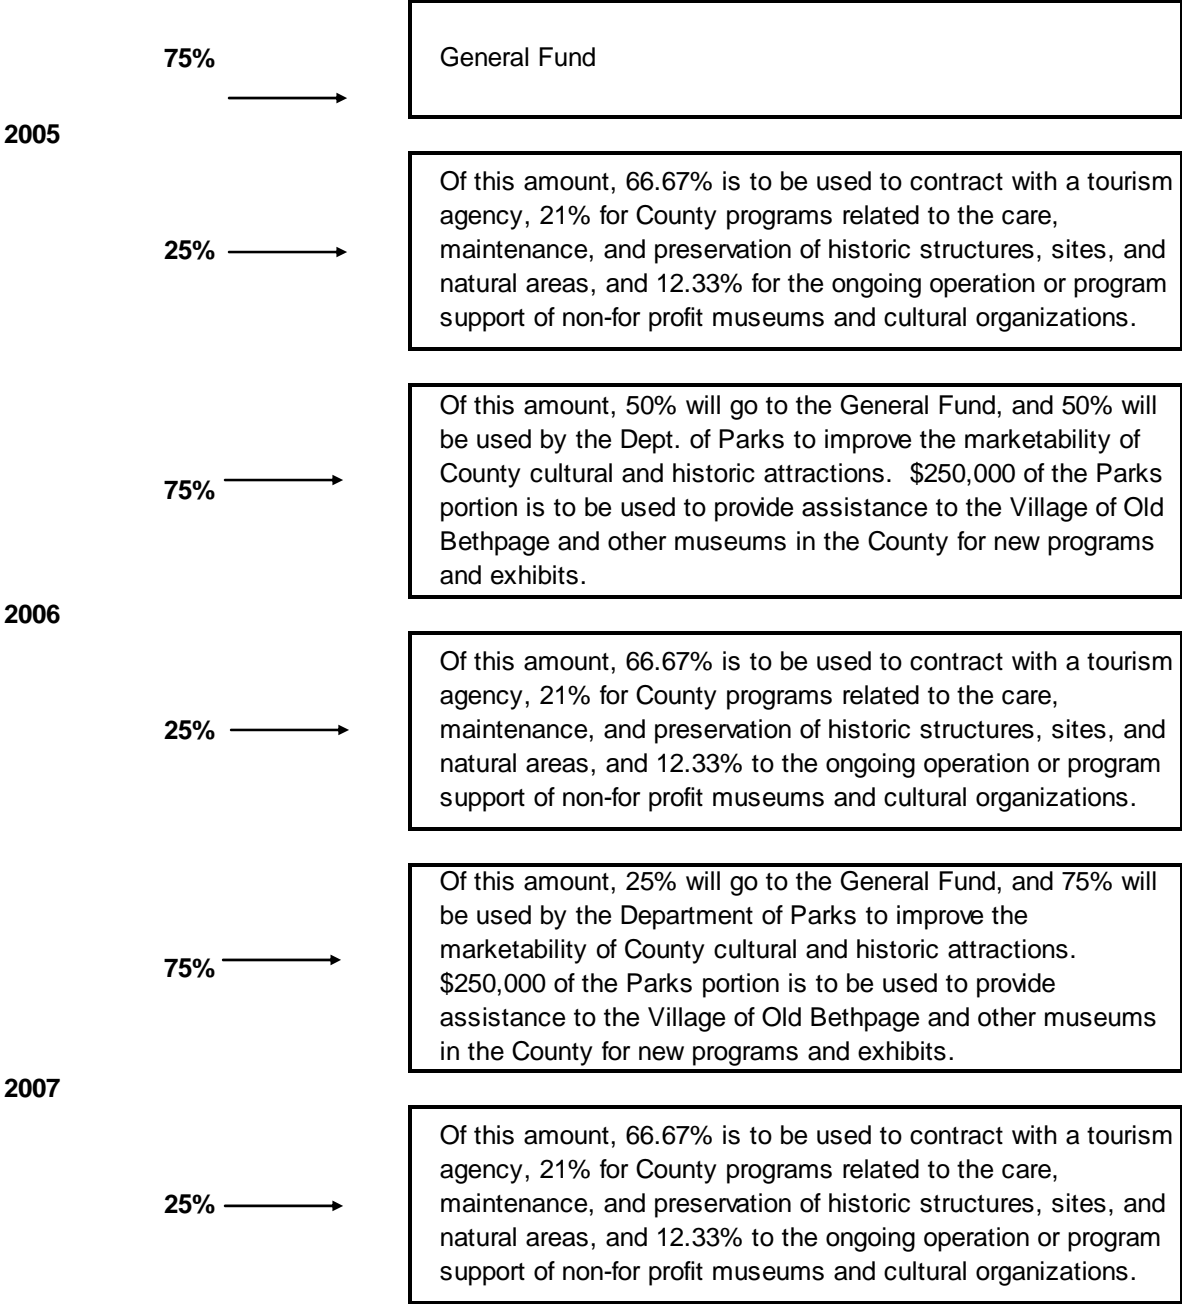 75%
General Fund
2005
25%
Of this amount, 66.67% is to be used to contract with a tourism
agency, 21% for County programs related to the care,
maintenance, and preservation of historic structures, sites, and
natural areas, and 12.33% for the ongoing operation or program
support of non-for profit museums and cultural organizations.
75%
Of this amount, 50% will go to the General Fund, and 50% will
be used by the Dept. of Parks to improve the marketability of
County cultural and historic attractions.  $250,000 of the Parks
portion is to be used to provide assistance to the Village of Old
Bethpage and other museums in the County for new programs
and exhibits.
2006
25%
Of this amount, 66.67% is to be used to contract with a tourism
agency, 21% for County programs related to the care,
maintenance, and preservation of historic structures, sites, and
natural areas, and 12.33% to the ongoing operation or program
support of non-for profit museums and cultural organizations.
75%
Of this amount, 25% will go to the General Fund, and 75% will
be used by the Department of Parks to improve the
marketability of County cultural and historic attractions.
$250,000 of the Parks portion is to be used to provide
assistance to the Village of Old Bethpage and other museums
in the County for new programs and exhibits.
2007
25%
Of this amount, 66.67% is to be used to contract with a tourism
agency, 21% for County programs related to the care,
maintenance, and preservation of historic structures, sites, and
natural areas, and 12.33% to the ongoing operation or program
support of non-for profit museums and cultural organizations.